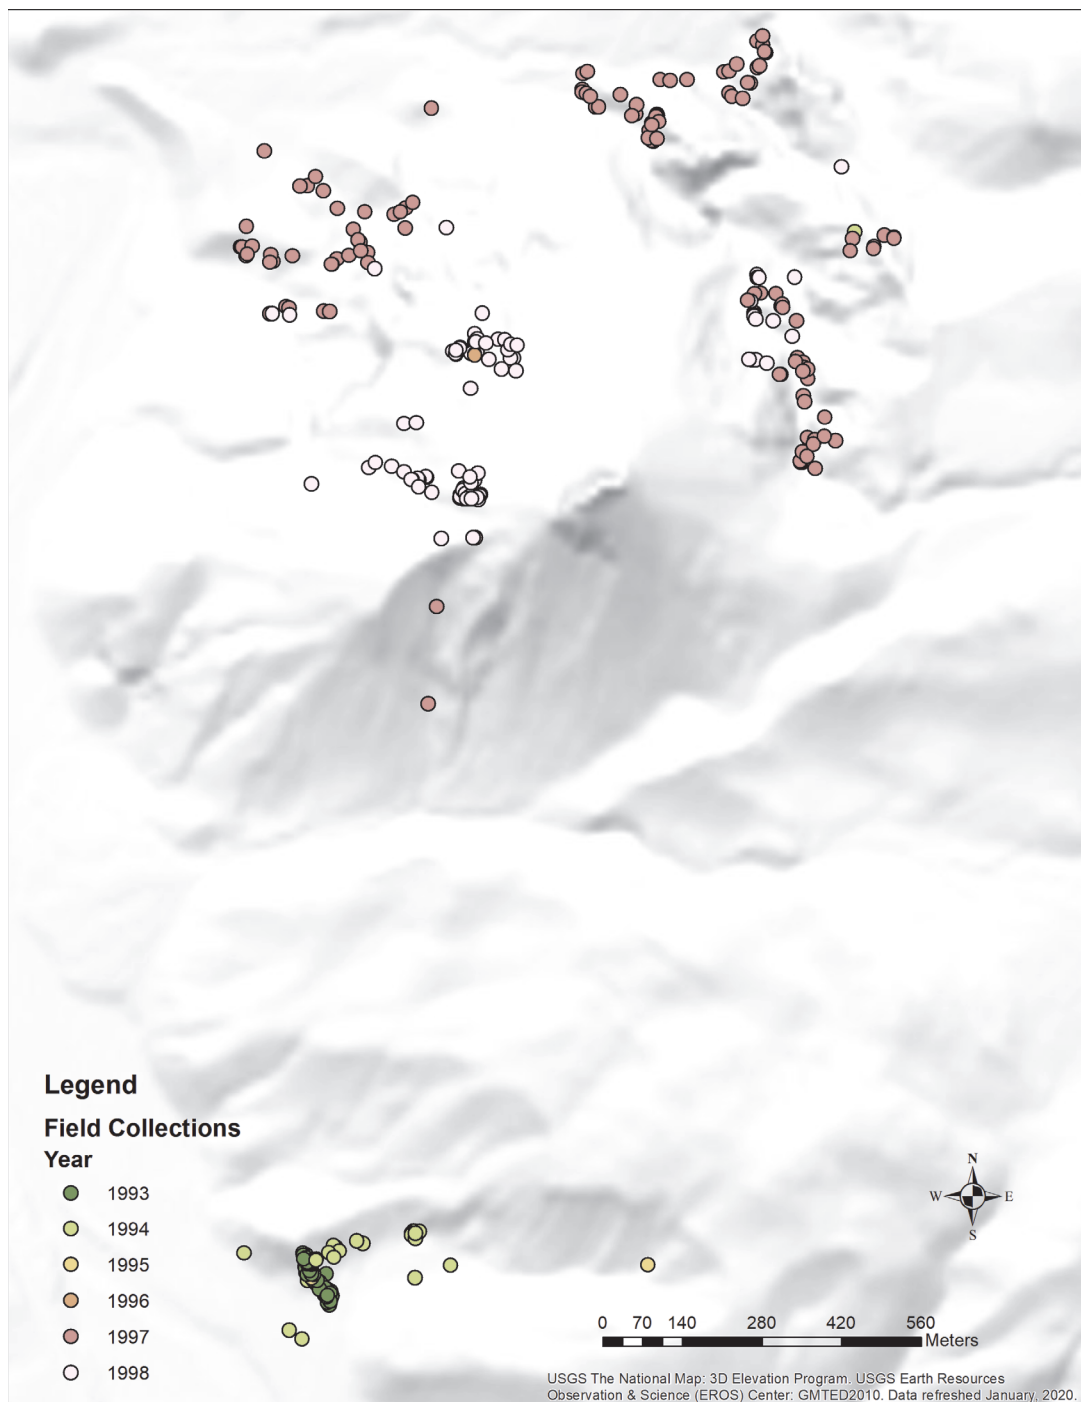 Legend
Field Collections
Year
1993
1994
1995
1996
1997
1998
N
W E
S
0 70 140 280 420 560
Meters
USGS The National Map: 3D Elevation Program. USGS Earth Resources
Observation & Science (EROS) Center: GMTED2010. Data refreshed January, 2020.